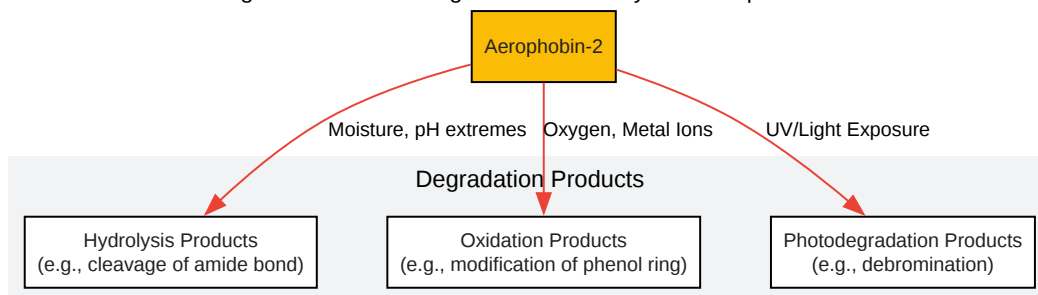 Aerophobin-2
Moisture, pH extremes
Oxygen, Metal Ions
UV/Light Exposure
Degradation Products
Hydrolysis Products
(e.g., cleavage of amide bond)
Oxidation Products
(e.g., modification of phenol ring)
Photodegradation Products
(e.g., debromination)